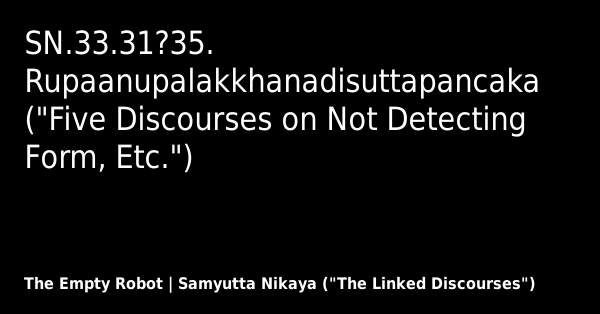 SN.33.31?35.
Rupaanupalakkhanadisuttapancaka
("Five Discourses on Not Detecting
Form, Etc.")
The Empty Robot | Samyutta Nikaya ("The Linked Discourses")